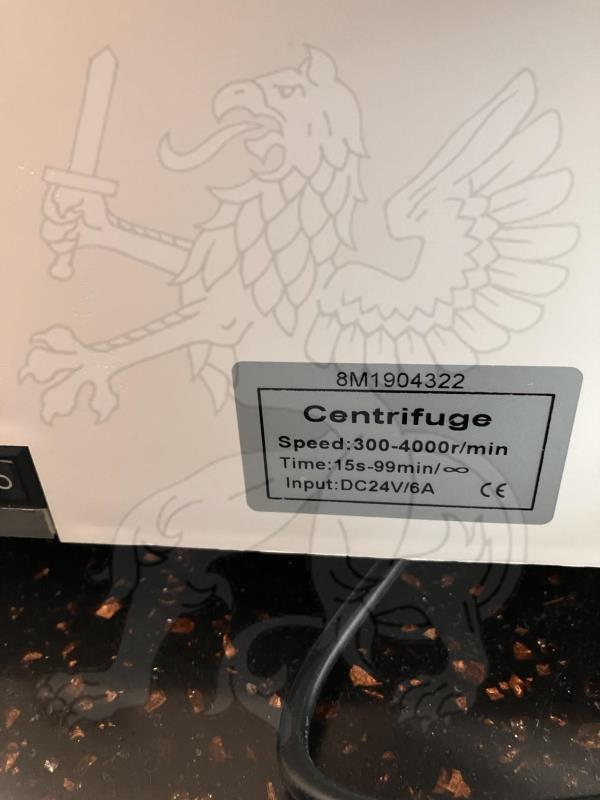 8M1904322
Centrifuge
Speed:300-4000r/min
Time:15s-99min/∞
Input:DC24V/6A CE